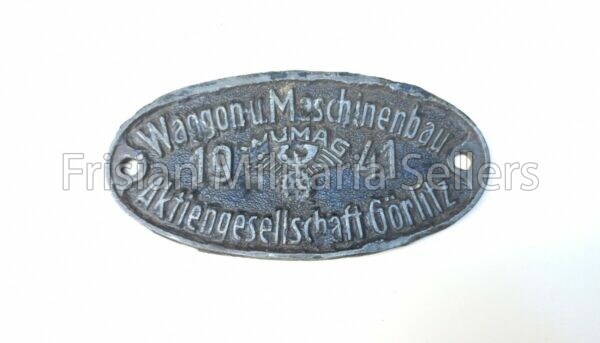 Waggon-u.Maschinenbau
WUMAG
19 41
Aktiengesellschaft Görlitz
Frisian Militaria Sellers